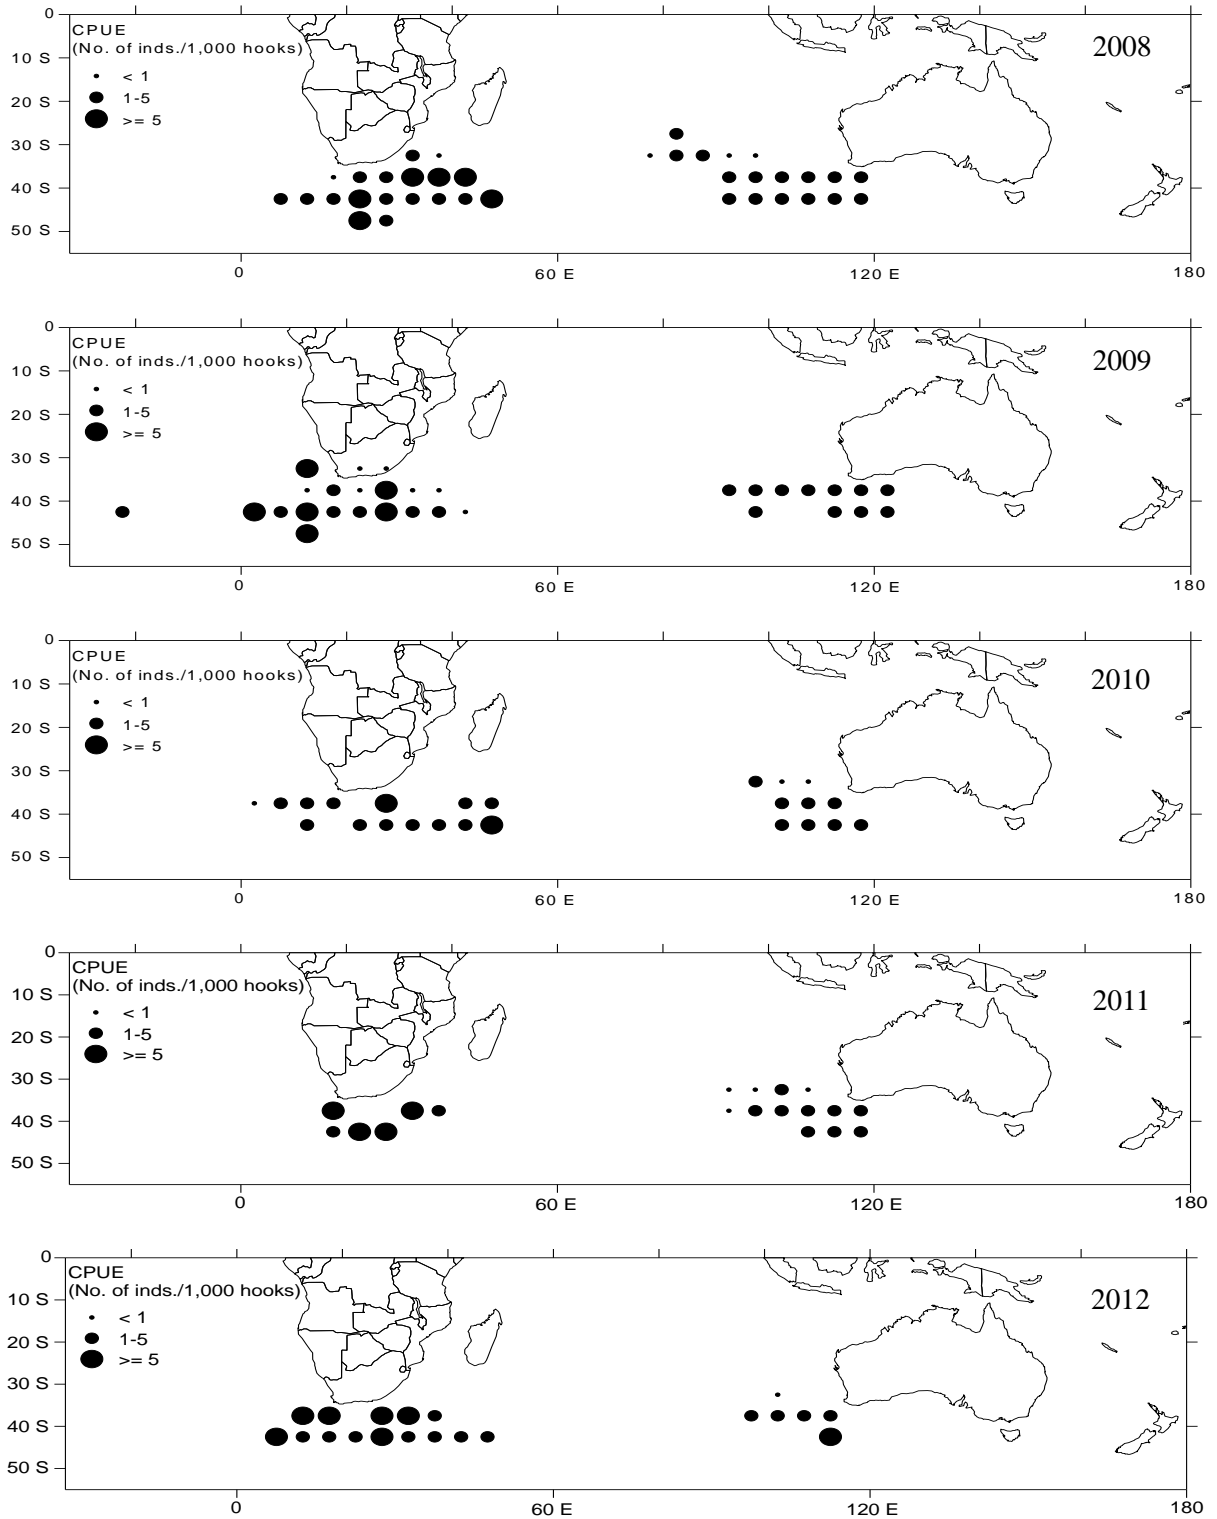 0
CPUE
(No. of inds./1,000 hooks)
2008
10 S
< 1
20 S
1-5
>= 5
30 S
40 S
50 S
0 60 E 120 E 180
0
CPUE
(No. of inds./1,000 hooks)
2009
10 S
< 1
20 S
1-5
>= 5
30 S
40 S
50 S
0 60 E 120 E 180
0
CPUE
(No. of inds./1,000 hooks)
2010
10 S
< 1
20 S
1-5
>= 5
30 S
40 S
50 S
0 60 E 120 E 180
0
CPUE
(No. of inds./1,000 hooks)
2011
10 S
< 1
20 S
1-5
>= 5
30 S
40 S
50 S
0 60 E 120 E 180
0
CPUE
(No. of inds./1,000 hooks)
2012
10 S
< 1
20 S
1-5
>= 5
30 S
40 S
50 S
0 60 E 120 E 180